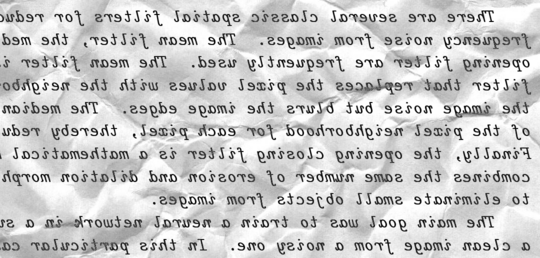 There are several classic spatial filters for reduc
frequency noise from images. The mean filter, the med
opening filter are frequently used. The mean filter i
filter that replaces the pixel values with the neighbo
the image noise but blurs the image edges. The median
of the pixel neighborhood for each pixel, thereby redu
Finally, the opening closing filter is a mathematical
combines the same number of erosion and dilation morph
to eliminate small objects from images.
The main goal was to train a neural network in a su
a clean image from a noisy one. In this particular ca